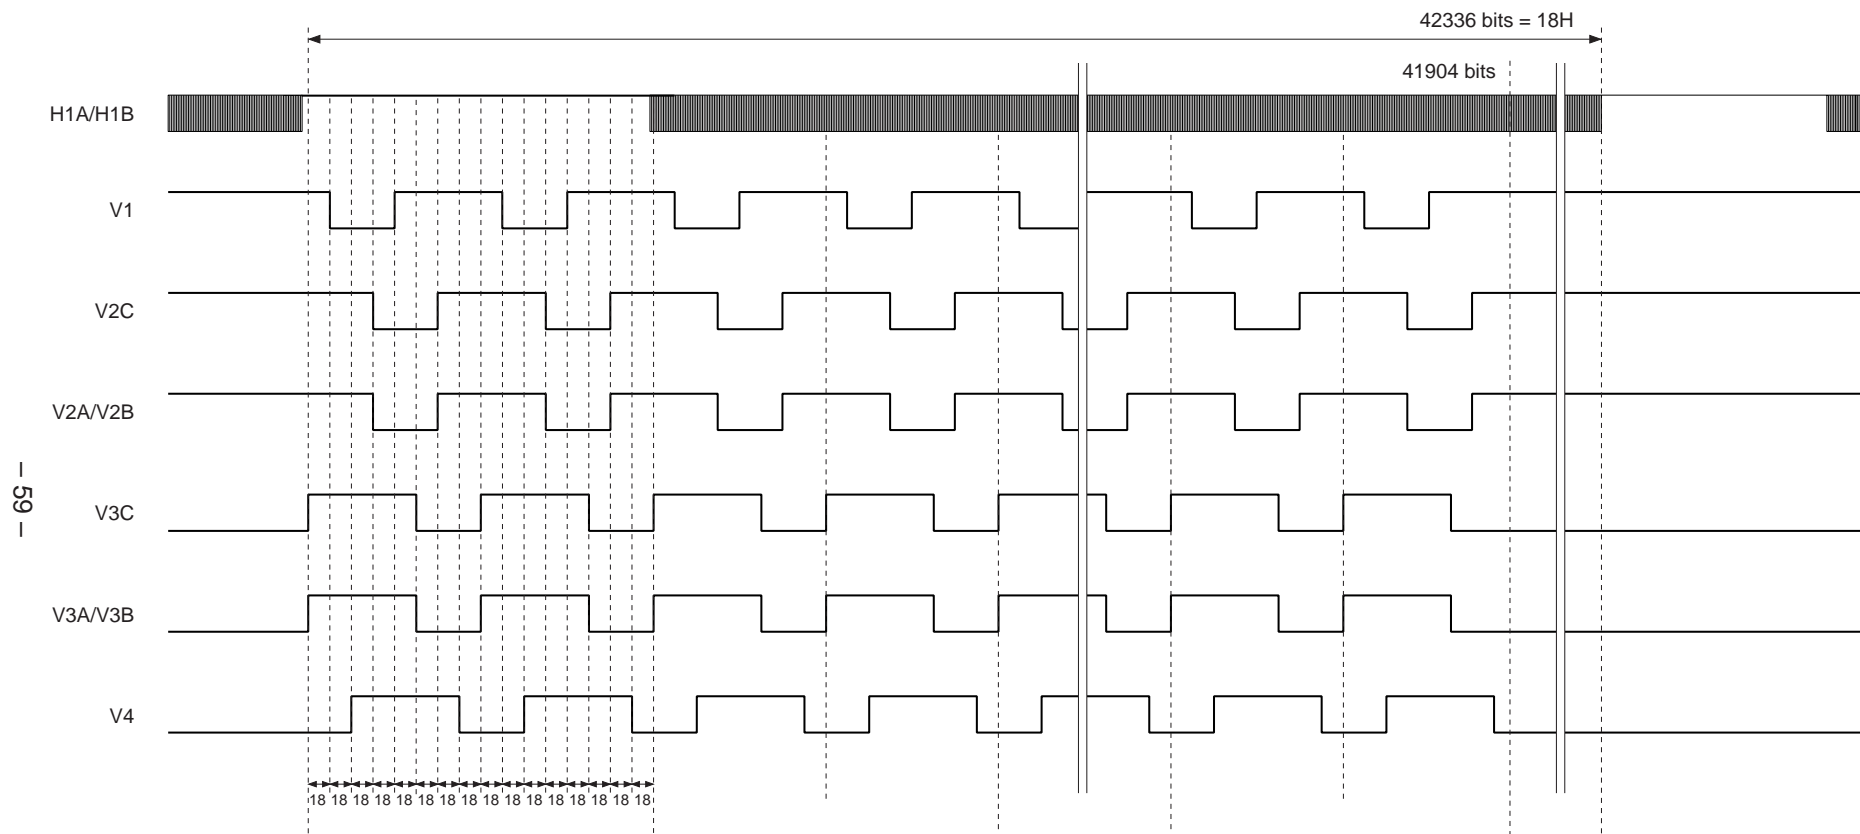 42336 bits = 18H
41904 bits
H1A/H1B
V1
V2C
V2A/V2B
V3C
– 59 –
V3A/V3B
V4
18 18 18 18 18 18 18 18 18 18 18 18 18 18 18 18